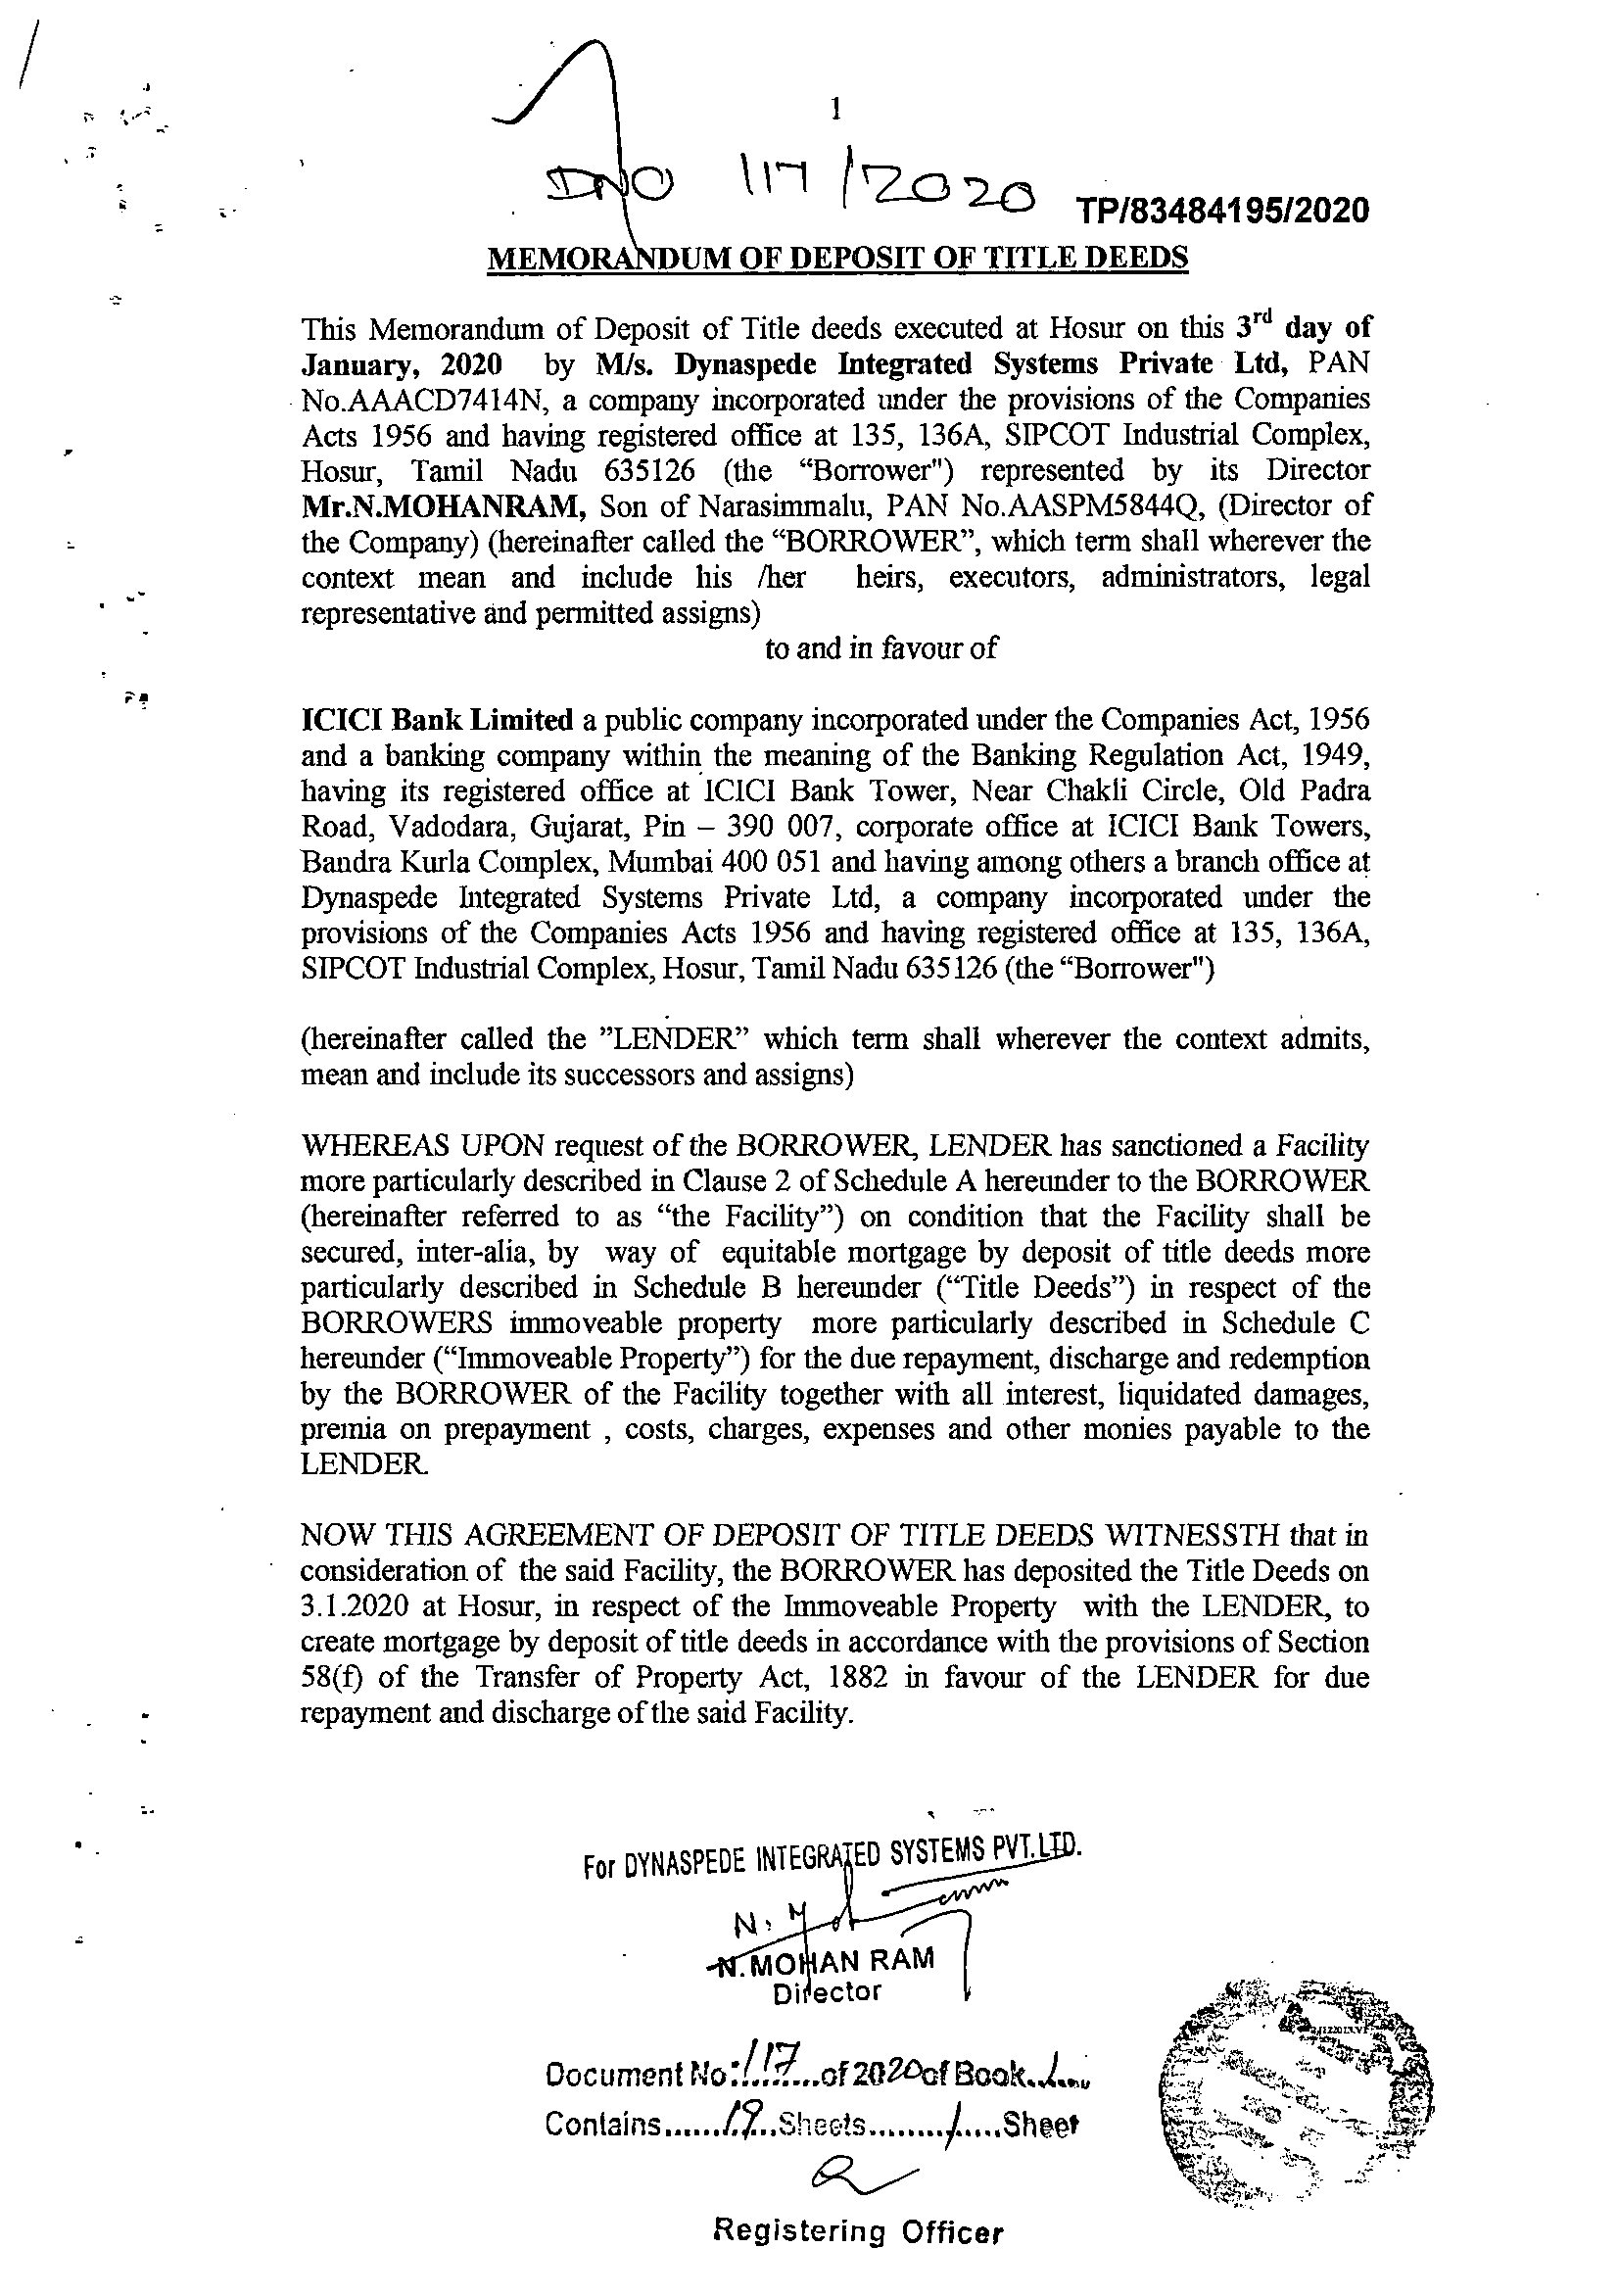 1
DNO 117/2020 TP/83484195/2020
MEMORANDUM OF DEPOSIT OF TITLE DEEDS
This Memorandum of Deposit of Title deeds executed at Hosur on this 3rd day of
January, 2020 by M/s. Dynaspede Integrated Systems Private Ltd, PAN
No.AAACD7414N, a company incorporated under the provisions of the Companies
Acts 1956 and having registered office at 135, 136A, SIPCOT Industrial Complex,
Hosur, Tamil Nadu 635126 (the “Borrower") represented by its Director
Mr.N.MOHANRAM, Son of Narasimmalu, PAN No.AASPM5844Q, (Director of
the Company) (hereinafter called the “BORROWER”, which term shall wherever the
context mean and include his /her heirs, executors, administrators, legal
representative and permitted assigns)
to and in favour of
ICICI Bank Limited a public company incorporated under the Companies Act, 1956
and a banking company within the meaning of the Banking Regulation Act, 1949,
having its registered office at ICICI Bank Tower, Near Chakli Circle, Old Padra
Road, Vadodara, Gujarat, Pin – 390 007, corporate office at ICICI Bank Towers,
Bandra Kurla Complex, Mumbai 400 051 and having among others a branch office at
Dynaspede Integrated Systems Private Ltd, a company incorporated under the
provisions of the Companies Acts 1956 and having registered office at 135, 136A,
SIPCOT Industrial Complex, Hosur, Tamil Nadu 635126 (the “Borrower")
(hereinafter called the ”LENDER” which term shall wherever the context admits,
mean and include its successors and assigns)
WHEREAS UPON request of the BORROWER, LENDER has sanctioned a Facility
more particularly described in Clause 2 of Schedule A hereunder to the BORROWER
(hereinafter referred to as “the Facility”) on condition that the Facility shall be
secured, inter-alia, by way of equitable mortgage by deposit of title deeds more
particularly described in Schedule B hereunder (“Title Deeds”) in respect of the
BORROWERS immoveable property more particularly described in Schedule C
hereunder (“Immoveable Property”) for the due repayment, discharge and redemption
by the BORROWER of the Facility together with all interest, liquidated damages,
premia on prepayment , costs, charges, expenses and other monies payable to the
LENDER.
NOW THIS AGREEMENT OF DEPOSIT OF TITLE DEEDS WITNESSTH that in
consideration of the said Facility, the BORROWER has deposited the Title Deeds on
3.1.2020 at Hosur, in respect of the Immoveable Property with the LENDER, to
create mortgage by deposit of title deeds in accordance with the provisions of Section
58(f) of the Transfer of Property Act, 1882 in favour of the LENDER for due
repayment and discharge of the said Facility.
For DYNASPEDE INTEGRATED SYSTEMS PVT.LTD.
N.MOHAN RAM
Director
Document No:117...of 2020 of Book..1....
Contains......19...Sheets.........1.....Sheet
Registering Officer